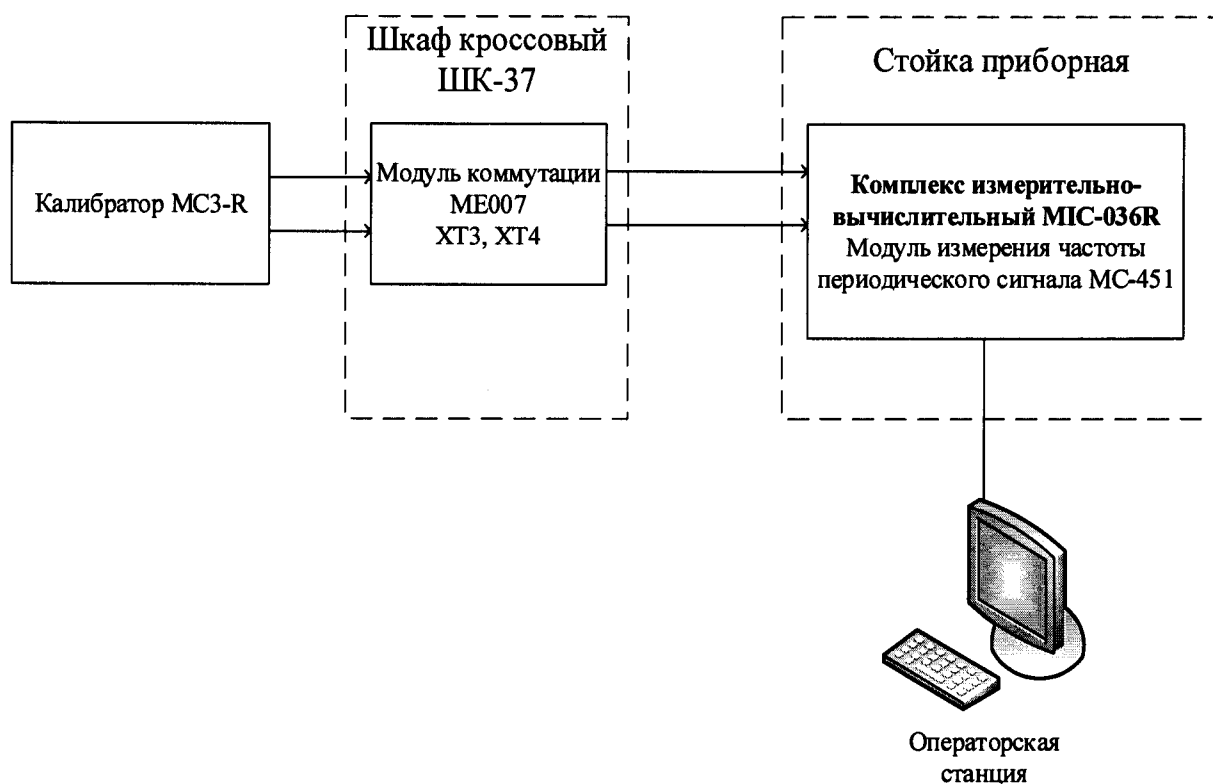 Шкаф кроссовый
ШК-37
Стойка приборная
Калибратор МС3-R
Модуль коммутации
МЕ007
ХТ3, ХТ4
Комплекс измерительно-
вычислительный MIC-036R
Модуль измерения частоты
периодического сигнала МС-451
Операторская
станция